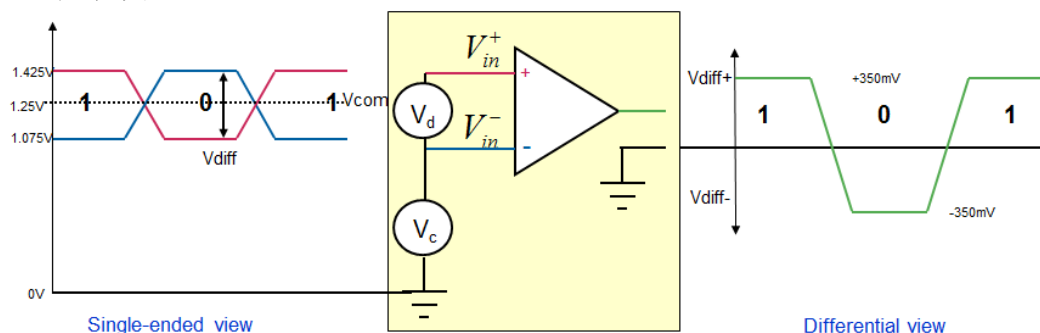 1.425V
1.25V
1.075V
0V
1 0 1
Vcom
Vdiff
Single-ended view
V+in
V−in
+
-
Vd
Vc
Vdiff+
Vdiff-
+350mV
-350mV
1 0 1
Differential view